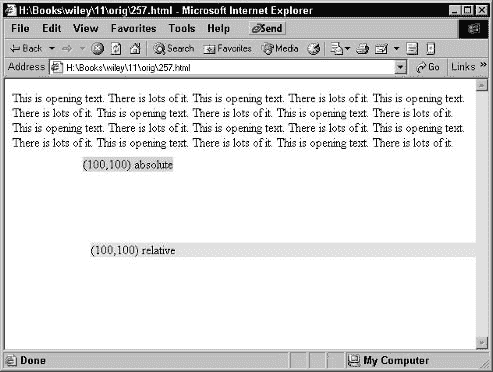 H:\Books\wiley\11\orig\257.html - Microsoft Internet Explorer
File Edit View Favorites Tools Help Send
Back Search Favorites Media
Address H:\Books\wiley\11\orig\257.html Go Links »
This is opening text. There is lots of it. This is opening text. There is lots of it. This is opening text.
There is lots of it. This is opening text. There is lots of it. This is opening text. There is lots of it.
This is opening text. There is lots of it. This is opening text. There is lots of it. This is opening text.
There is lots of it. This is opening text. There is lots of it. This is opening text. There is lots of it.
(100,100) absolute
(100,100) relative
Done My Computer